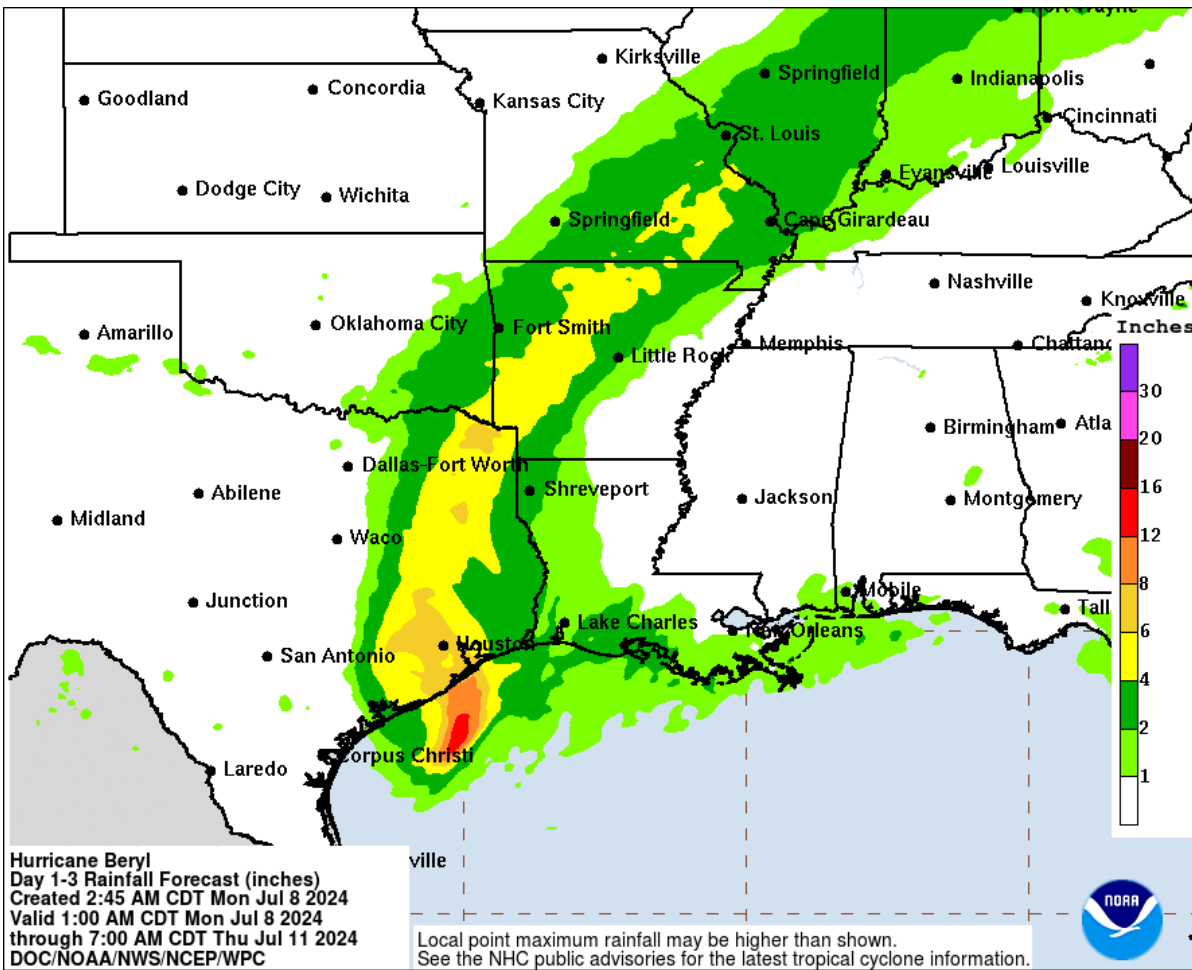 Fort Wayne
Kirksville
Springfield
Indianapolis
Goodland
Concordia
Kansas City
Cincinnati
St. Louis
Louisville
Evansville
Dodge City
Wichita
Springfield
Cape Girardeau
Nashville
Knoxville
Amarillo
Oklahoma City
Fort Smith
Inches
Little Rock
Memphis
Chattano
30
Birmingham
Atla
20
Dallas-Fort Worth
16
Abilene
Shreveport
Jackson
Montgomery
Midland
12
Waco
8
Junction
Mobile
Tall
Lake Charles
New Orleans
6
Houston
San Antonio
4
2
Corpus Christi
Laredo
1
ville
Hurricane Beryl
Day 1-3 Rainfall Forecast (inches)
Created 2:45 AM CDT Mon Jul 8 2024
Valid 1:00 AM CDT Mon Jul 8 2024
through 7:00 AM CDT Thu Jul 11 2024
DOC/NOAA/NWS/NCEP/WPC
Local point maximum rainfall may be higher than shown.
See the NHC public advisories for the latest tropical cyclone information.
NOAA